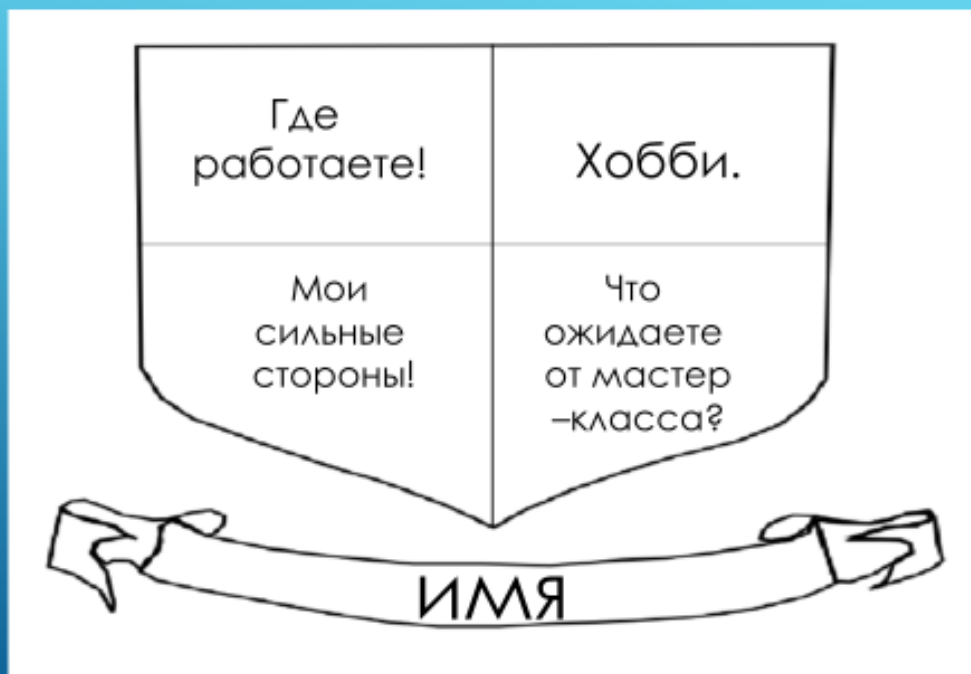 Где
работаете!
Хобби.
Мои
сильные
стороны!
Что
ожидаете
от мастер
–класса?
ИМЯ